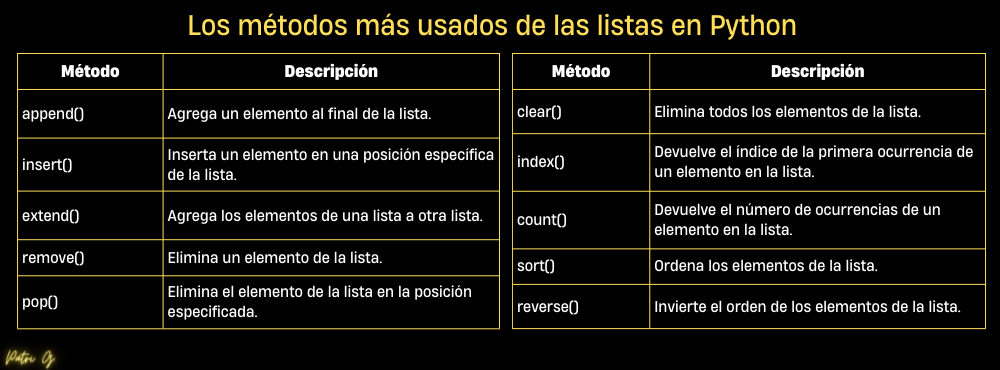 Los métodos más usados de las listas en Python
Método Descripción
append() Agrega un elemento al final de la lista.
insert() Inserta un elemento en una posición específica
de la lista.
extend() Agrega los elementos de una lista a otra lista.
remove() Elimina un elemento de la lista.
pop() Elimina el elemento de la lista en la posición
especificada.
Método Descripción
clear() Elimina todos los elementos de la lista.
index() Devuelve el índice de la primera ocurrencia de
un elemento en la lista.
count() Devuelve el número de ocurrencias de un
elemento en la lista.
sort() Ordena los elementos de la lista.
reverse() Invierte el orden de los elementos de la lista.
Patri G